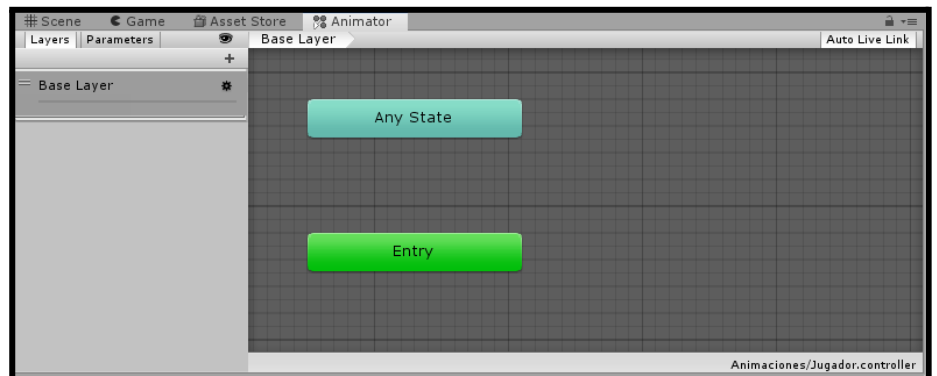 Scene Game Asset Store Animator
Layers Parameters Base Layer Auto Live Link
Base Layer
Any State
Entry
Animaciones/Jugador.controller